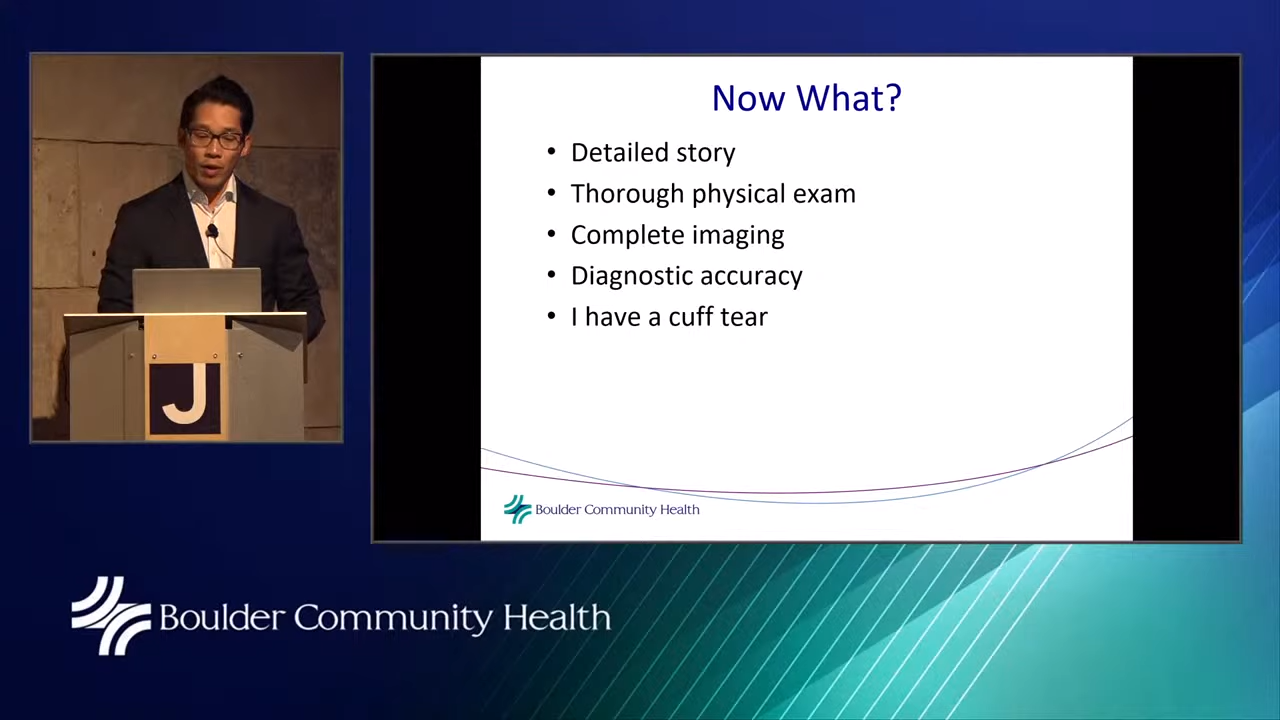 Now What?
• Detailed story
• Thorough physical exam
• Complete imaging
• Diagnostic accuracy
• I have a cuff tear
Boulder Community Health
J
Boulder Community Health